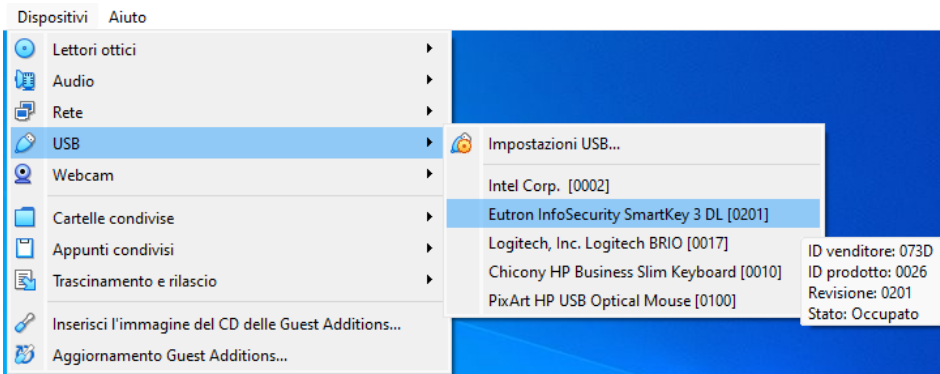 Dispositivi Aiuto
Lettori ottici
Audio
Rete
USB
Webcam
Cartelle condivise
Appunti condivisi
Trascinamento e rilascio
Inserisci l'immagine del CD delle Guest Additions...
Aggiornamento Guest Additions...
Impostazioni USB...
Intel Corp. [0002]
Eutron InfoSecurity SmartKey 3 DL [0201]
Logitech, Inc. Logitech BRIO [0017]
Chicony HP Business Slim Keyboard [0010]
PixArt HP USB Optical Mouse [0100]
ID venditore: 073D
ID prodotto: 0026
Revisione: 0201
Stato: Occupato